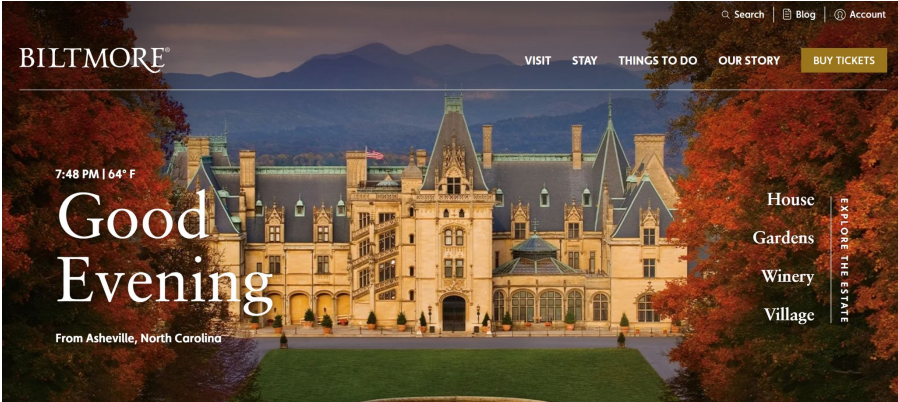 Search
Blog
Account
BILTMORE®
VISIT
STAY
THINGS TO DO
OUR STORY
BUY TICKETS
7:48 PM | 64° F
Good
Evening
From Asheville, North Carolina
House
Gardens
Winery
Village
EXPLORE THE ESTATE